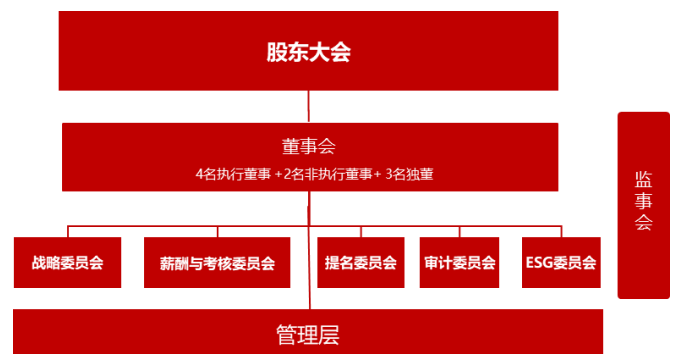 股东大会
董事会
4名执行董事 +2名非执行董事+ 3名独董
监事会
战略委员会
薪酬与考核委员会
提名委员会
审计委员会
ESG委员会
管理层